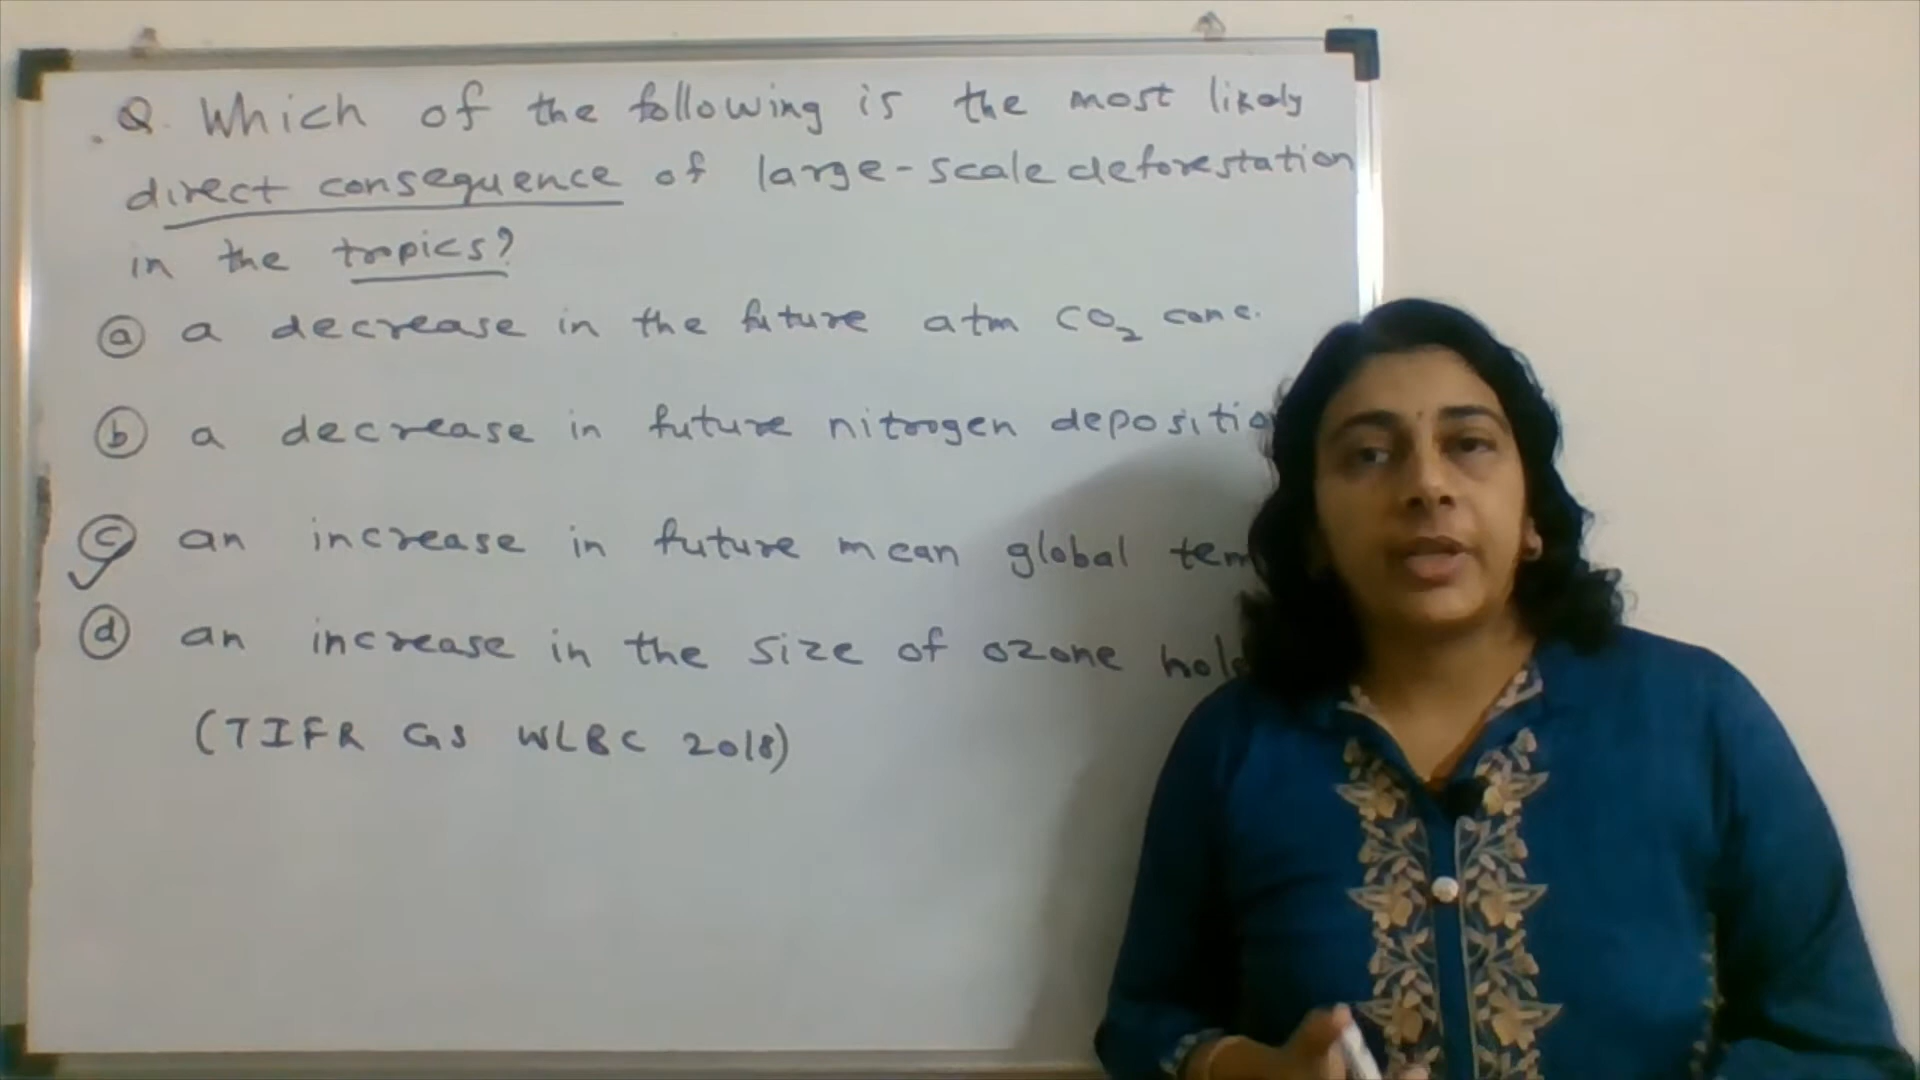 Q. Which of the following is the most likely
direct consequence of large-scale deforestation
in the tropics?
(a) a decrease in the future atm CO₂ conc.
(b) a decrease in future nitrogen depositio
(c) an increase in future mean global tem
(d) an increase in the size of ozone hol
(TIFR GS WLBC 2018)